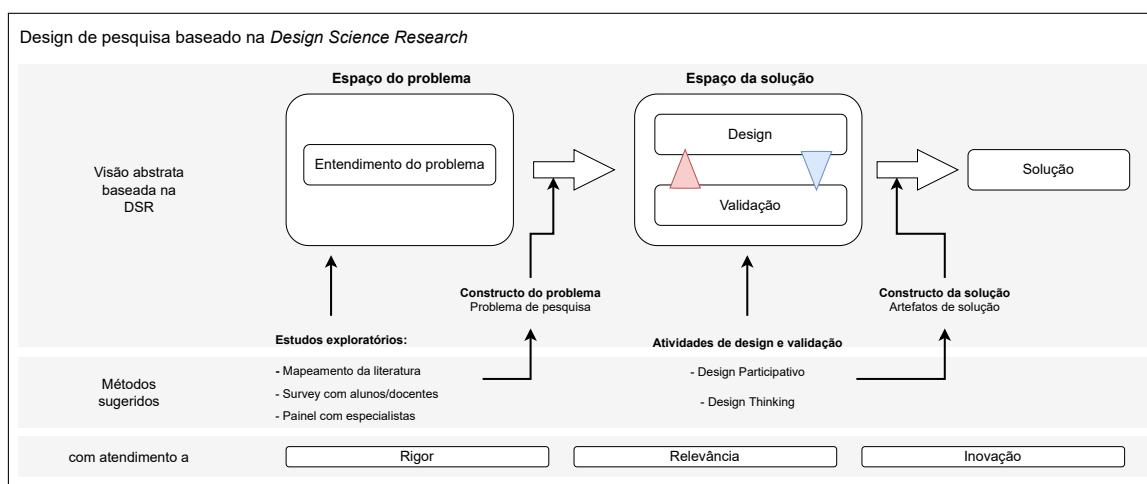 Design de pesquisa baseado na Design Science Research
Espaço do problema
Espaço da solução
Visão abstrata
baseada na
DSR
Entendimento do problema
Design
Validação
Solução
Constructo do problema
Problema de pesquisa
Constructo da solução
Artefatos de solução
Estudos exploratórios:
Atividades de design e validação
Métodos
sugeridos
- Mapeamento da literatura
- Survey com alunos/docentes
- Painel com especialistas
- Design Participativo
- Design Thinking
com atendimento a
Rigor
Relevância
Inovação